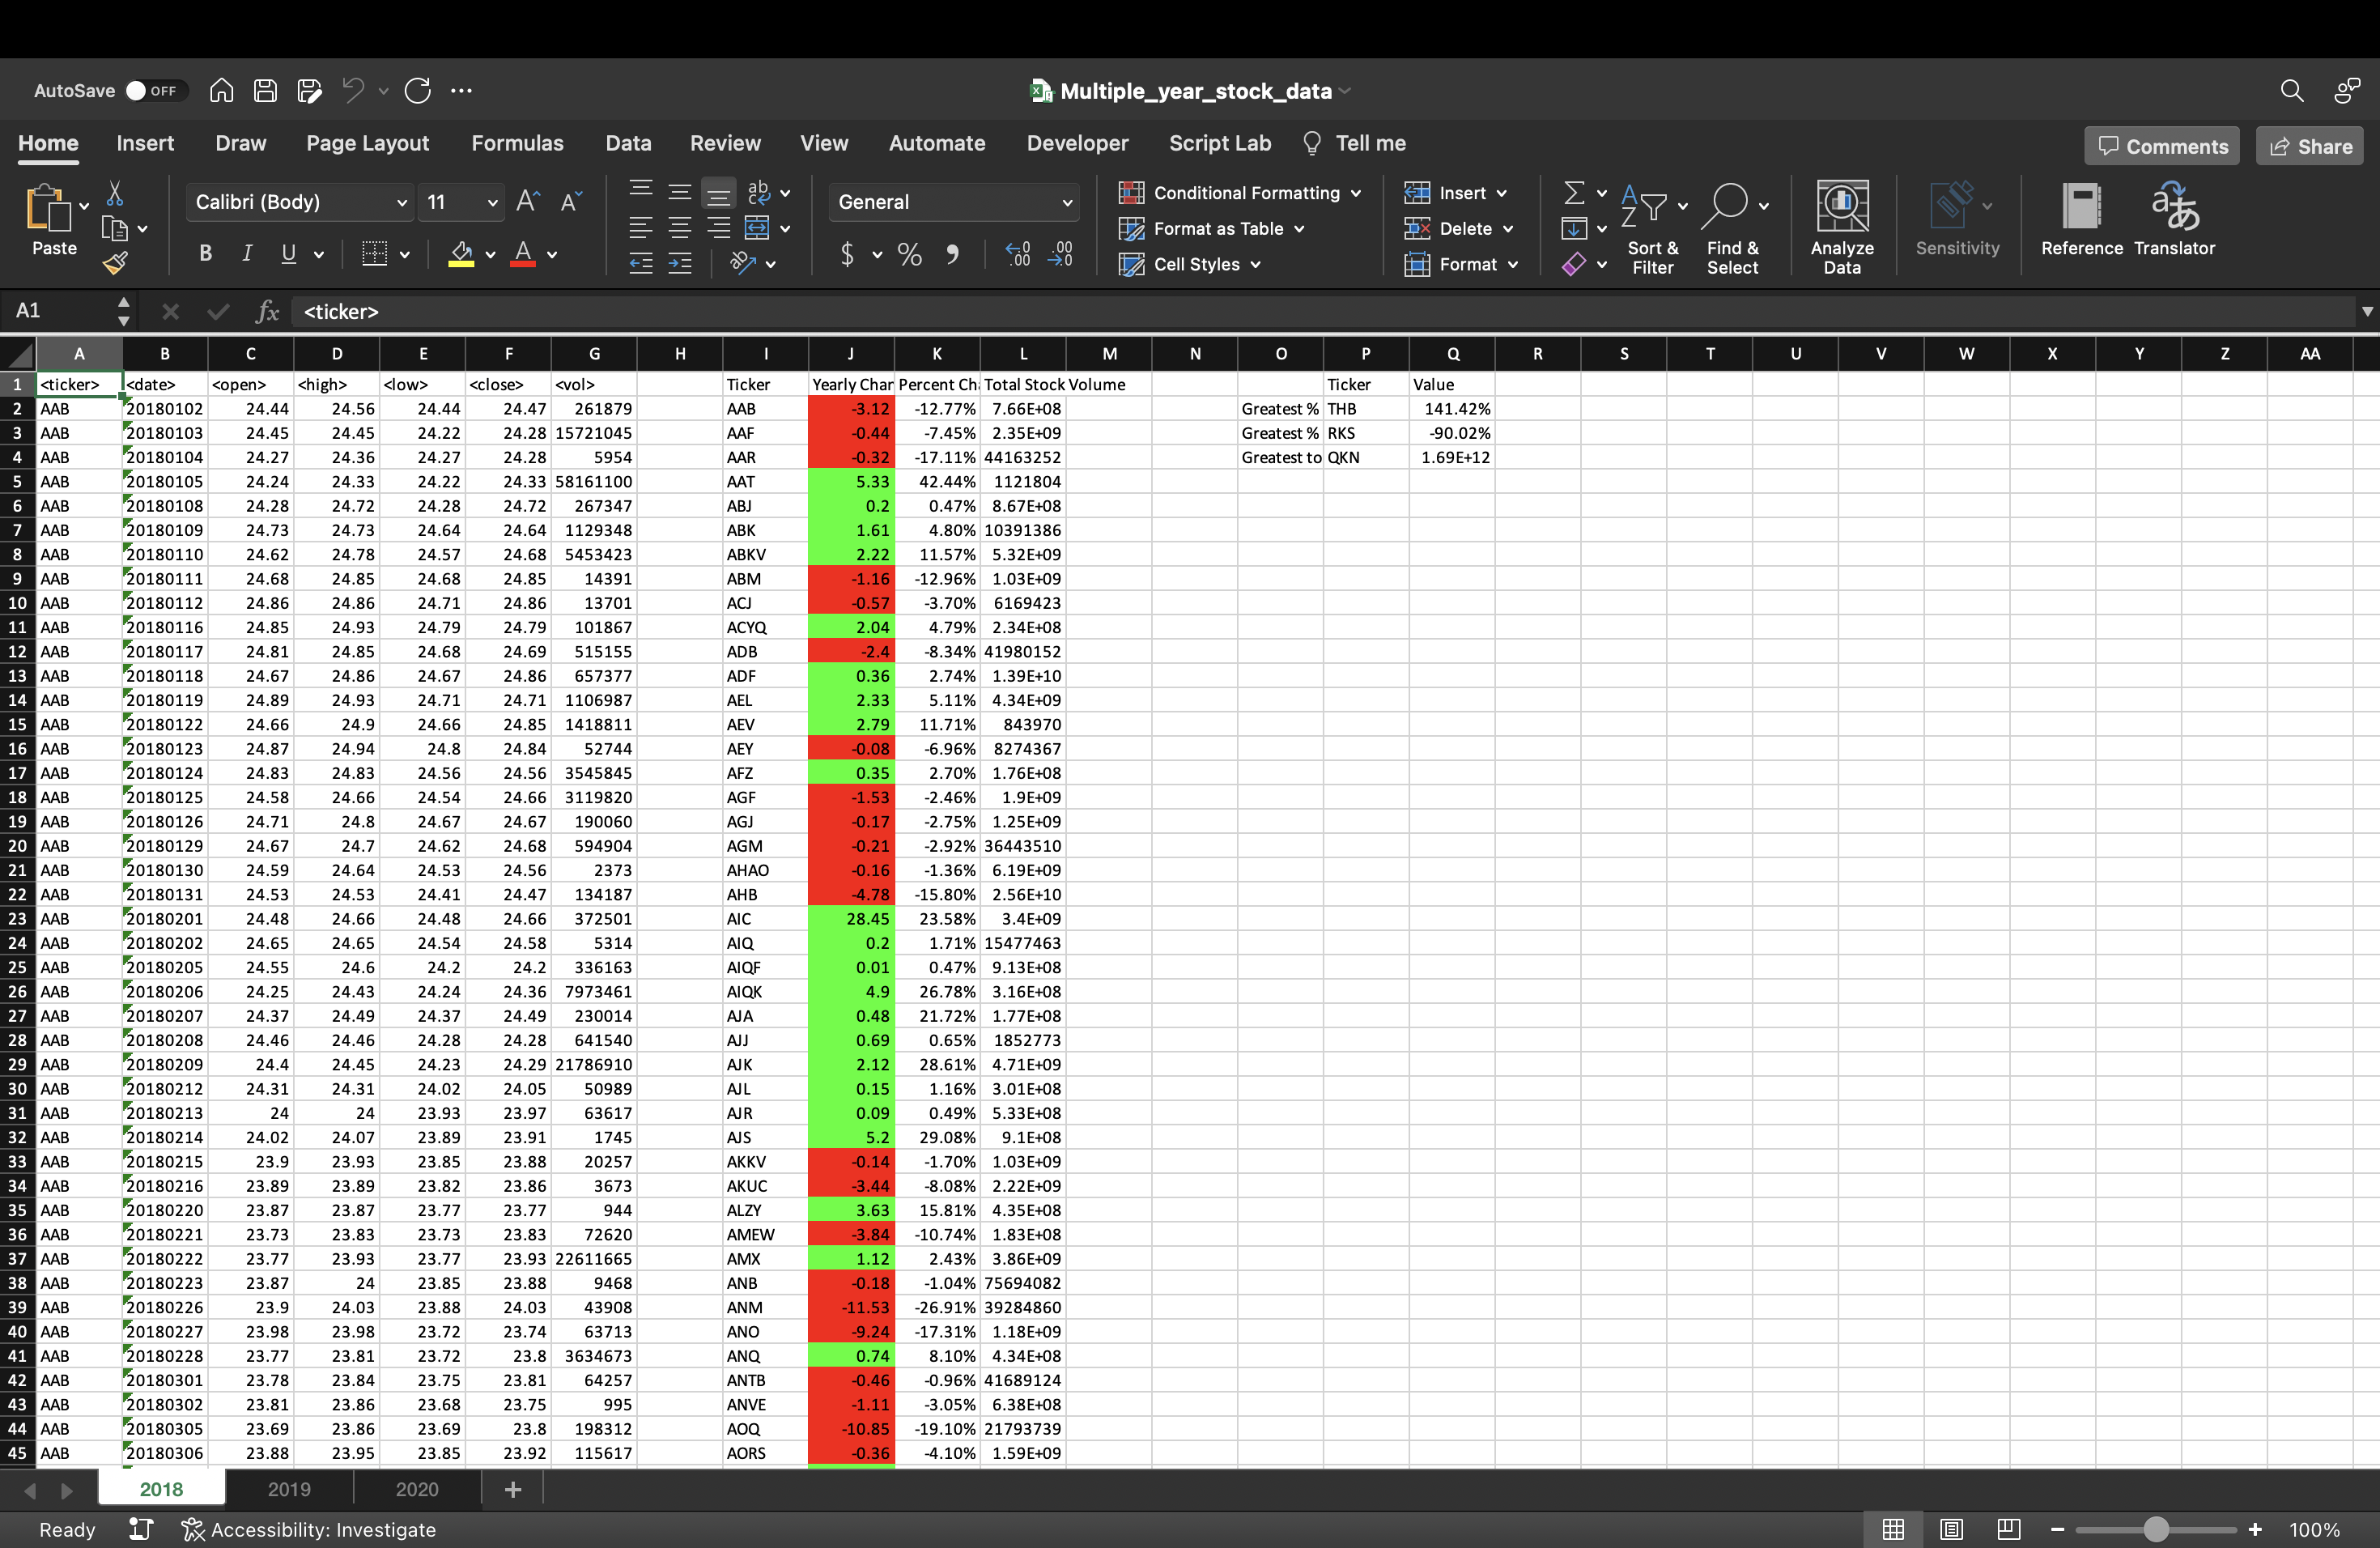 AutoSave OFF Multiple_year_stock_data
Home Insert Draw Page Layout Formulas Data Review View Automate Developer Script Lab Tell me Comments Share
Paste Calibri (Body) 11 General Conditional Formatting Format as Table Cell Styles Insert Delete Format Sort & Filter Find & Select Analyze Data Sensitivity Reference Translator
A1 fx <ticker>
A B C D E F G H I J K L M N O P Q R S T U V W X Y Z AA
1 <ticker> <date> <open> <high> <low> <close> <vol> Ticker Yearly Char Percent Ch Total Stock Volume Ticker Value
2 AAB 20180102 24.44 24.56 24.44 24.47 261879 AAB -3.12 -12.77% 7.66E+08 Greatest % THB 141.42%
3 AAB 20180103 24.45 24.45 24.22 24.28 15721045 AAF -0.44 -7.45% 2.35E+09 Greatest % RKS -90.02%
4 AAB 20180104 24.27 24.36 24.27 24.28 5954 AAR -0.32 -17.11% 44163252 Greatest to QKN 1.69E+12
5 AAB 20180105 24.24 24.33 24.22 24.33 58161100 AAT 5.33 42.44% 1121804
6 AAB 20180108 24.28 24.72 24.28 24.72 267347 ABJ 0.2 0.47% 8.67E+08
7 AAB 20180109 24.73 24.73 24.64 24.64 1129348 ABK 1.61 4.80% 10391386
8 AAB 20180110 24.62 24.78 24.57 24.68 5453423 ABKV 2.22 11.57% 5.32E+09
9 AAB 20180111 24.68 24.85 24.68 24.85 14391 ABM -1.16 -12.96% 1.03E+09
10 AAB 20180112 24.86 24.86 24.71 24.86 13701 ACJ -0.57 -3.70% 6169423
11 AAB 20180116 24.85 24.93 24.79 24.79 101867 ACYQ 2.04 4.79% 2.34E+08
12 AAB 20180117 24.81 24.85 24.68 24.69 515155 ADB -2.4 -8.34% 41980152
13 AAB 20180118 24.67 24.86 24.67 24.86 657377 ADF 0.36 2.74% 1.39E+10
14 AAB 20180119 24.89 24.93 24.71 24.71 1106987 AEL 2.33 5.11% 4.34E+09
15 AAB 20180122 24.66 24.9 24.66 24.85 1418811 AEV 2.79 11.71% 843970
16 AAB 20180123 24.87 24.94 24.8 24.84 52744 AEY -0.08 -6.96% 8274367
17 AAB 20180124 24.83 24.83 24.56 24.56 3545845 AFZ 0.35 2.70% 1.76E+08
18 AAB 20180125 24.58 24.66 24.54 24.66 3119820 AGF -1.53 -2.46% 1.9E+09
19 AAB 20180126 24.71 24.8 24.67 24.67 190060 AGJ -0.17 -2.75% 1.25E+09
20 AAB 20180129 24.67 24.7 24.62 24.68 594904 AGM -0.21 -2.92% 36443510
21 AAB 20180130 24.59 24.64 24.53 24.56 2373 AHAO -0.16 -1.36% 6.19E+09
22 AAB 20180131 24.53 24.53 24.41 24.47 134187 AHB -4.78 -15.80% 2.56E+10
23 AAB 20180201 24.48 24.66 24.48 24.66 372501 AIC 28.45 23.58% 3.4E+09
24 AAB 20180202 24.65 24.65 24.54 24.58 5314 AIQ 0.2 1.71% 15477463
25 AAB 20180205 24.55 24.6 24.2 24.2 336163 AIQF 0.01 0.47% 9.13E+08
26 AAB 20180206 24.25 24.43 24.24 24.36 7973461 AIQK 4.9 26.78% 3.16E+08
27 AAB 20180207 24.37 24.49 24.37 24.49 230014 AJA 0.48 21.72% 1.77E+08
28 AAB 20180208 24.46 24.46 24.28 24.28 641540 AJJ 0.69 0.65% 1852773
29 AAB 20180209 24.4 24.45 24.23 24.29 21786910 AJK 2.12 28.61% 4.71E+09
30 AAB 20180212 24.31 24.31 24.02 24.05 50989 AJL 0.15 1.16% 3.01E+08
31 AAB 20180213 24 24 23.93 23.97 63617 AJR 0.09 0.49% 5.33E+08
32 AAB 20180214 24.02 24.07 23.89 23.91 1745 AJS 5.2 29.08% 9.1E+08
33 AAB 20180215 23.9 23.93 23.85 23.88 20257 AKKV -0.14 -1.70% 1.03E+09
34 AAB 20180216 23.89 23.89 23.82 23.86 3673 AKUC -3.44 -8.08% 2.22E+09
35 AAB 20180220 23.87 23.87 23.77 23.77 944 ALZY 3.63 15.81% 4.35E+08
36 AAB 20180221 23.73 23.83 23.73 23.83 72620 AMEW -3.84 -10.74% 1.83E+08
37 AAB 20180222 23.77 23.93 23.77 23.93 22611665 AMX 1.12 2.43% 3.86E+09
38 AAB 20180223 23.87 24 23.85 23.88 9468 ANB -0.18 -1.04% 75694082
39 AAB 20180226 23.9 24.03 23.88 24.03 43908 ANM -11.53 -26.91% 39284860
40 AAB 20180227 23.98 23.98 23.72 23.74 63713 ANO -9.24 -17.31% 1.18E+09
41 AAB 20180228 23.77 23.81 23.72 23.8 3634673 ANQ 0.74 8.10% 4.34E+08
42 AAB 20180301 23.78 23.84 23.75 23.81 64257 ANTB -0.46 -0.96% 41689124
43 AAB 20180302 23.81 23.86 23.68 23.75 995 ANVE -1.11 -3.05% 6.38E+08
44 AAB 20180305 23.69 23.86 23.69 23.8 198312 AOQ -10.85 -19.10% 21793739
45 AAB 20180306 23.88 23.95 23.85 23.92 115617 AORS -0.36 -4.10% 1.59E+09
2018 2019 2020 +
Ready Accessibility: Investigate 100%